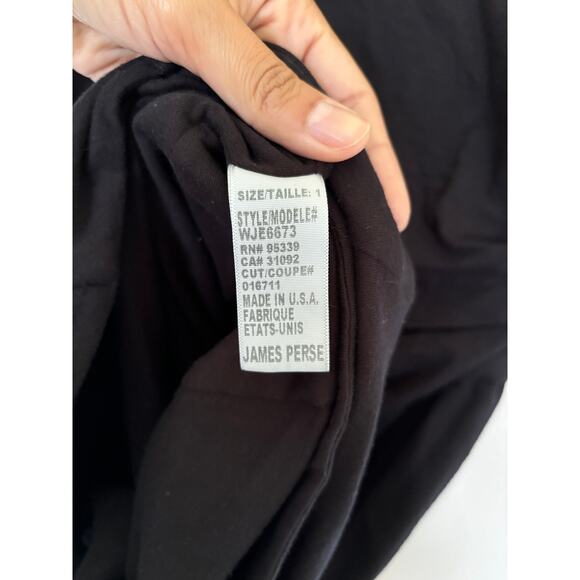 SIZE/TAILLE: 1
STYLE/MODELE#
WJE6673
RN# 95339
CA# 31092
CUT/COUPE#
016711
MADE IN U.S.A.
FABRIQUE
ETATS-UNIS
JAMES PERSE